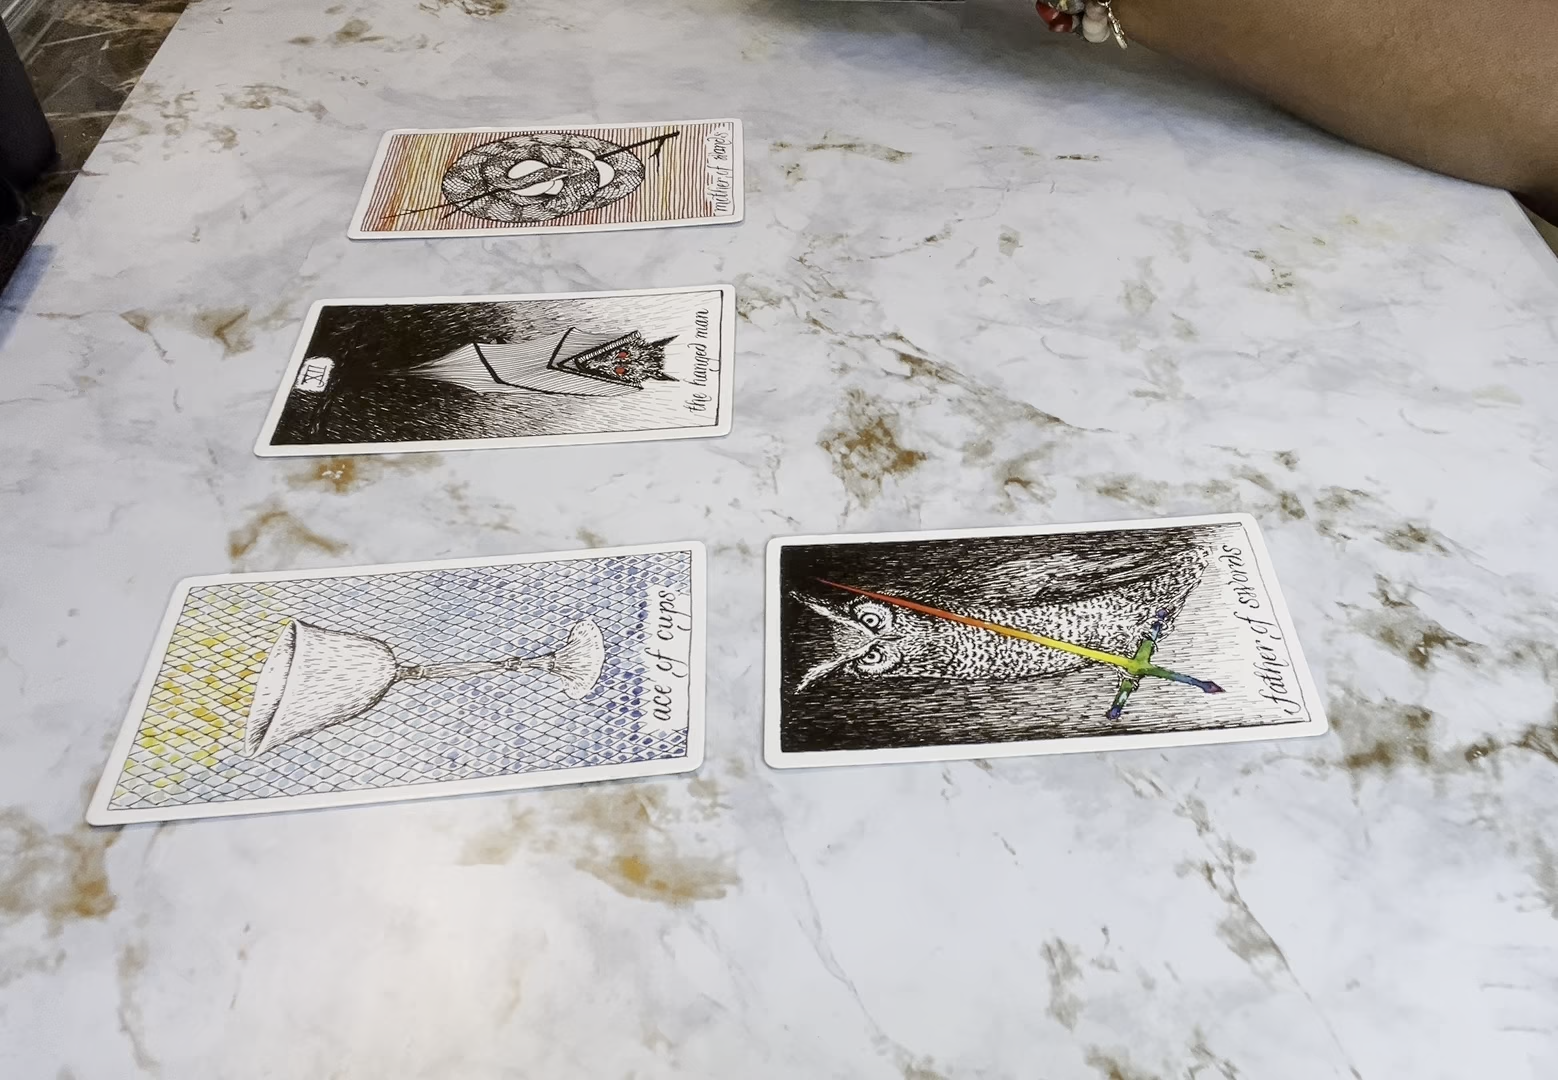 mother of wands
XII
the hanged man
ace of cups
father of swords